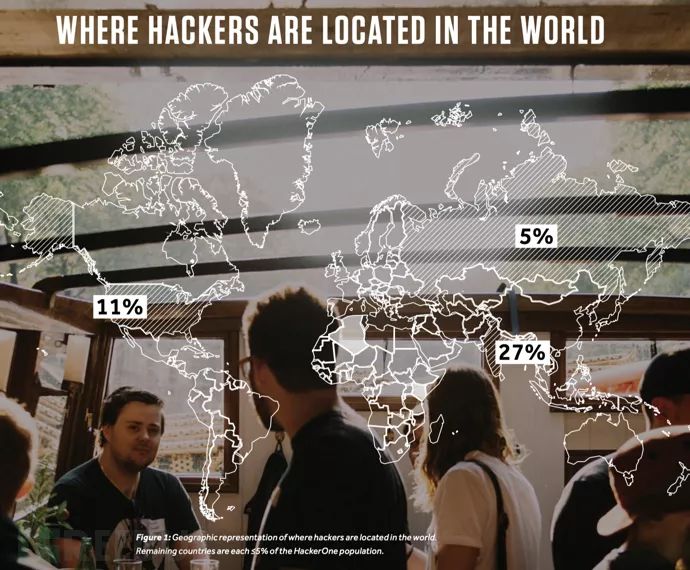 WHERE HACKERS ARE LOCATED IN THE WORLD
5%
11%
27%
Figure 1: Geographic representation of where hackers are located in the world.
Remaining countries are each ≤5% of the HackerOne population.